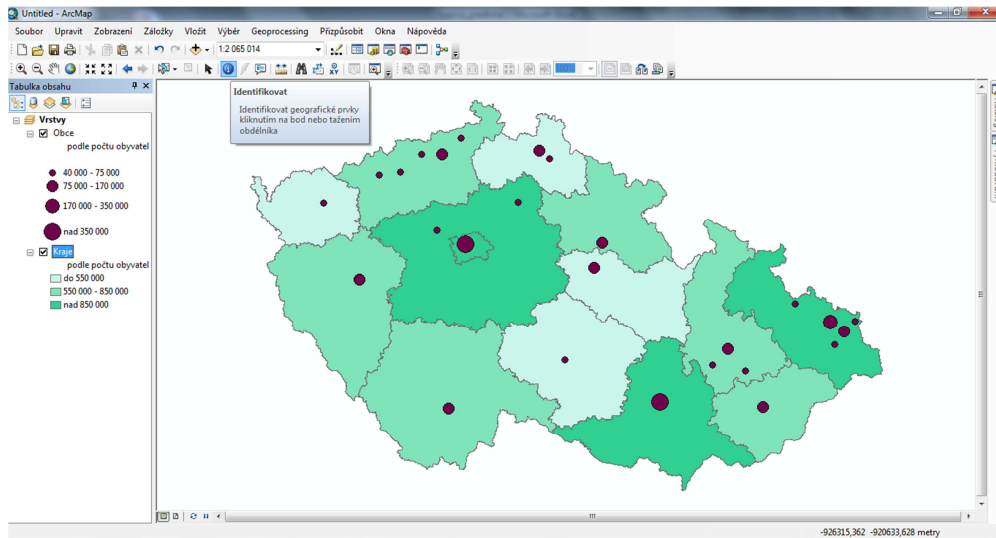 Untitled - ArcMap
Soubor Upravit Zobrazení Záložky Vložit Výběr Geoprocessing Přizpůsobit Okna Nápověda
1:2 065 014
100%
Tabulka obsahu
Vrstvy
Obce
podle počtu obyvatel
40 000 - 75 000
75 000 - 170 000
170 000 - 350 000
nad 350 000
Kraje
podle počtu obyvatel
do 550 000
550 000 - 850 000
nad 850 000
Identifikovat
Identifikovat geografické prvky
kliknutím na bod nebo tažením
obdélníka
-926315,362 -920633,628 metry